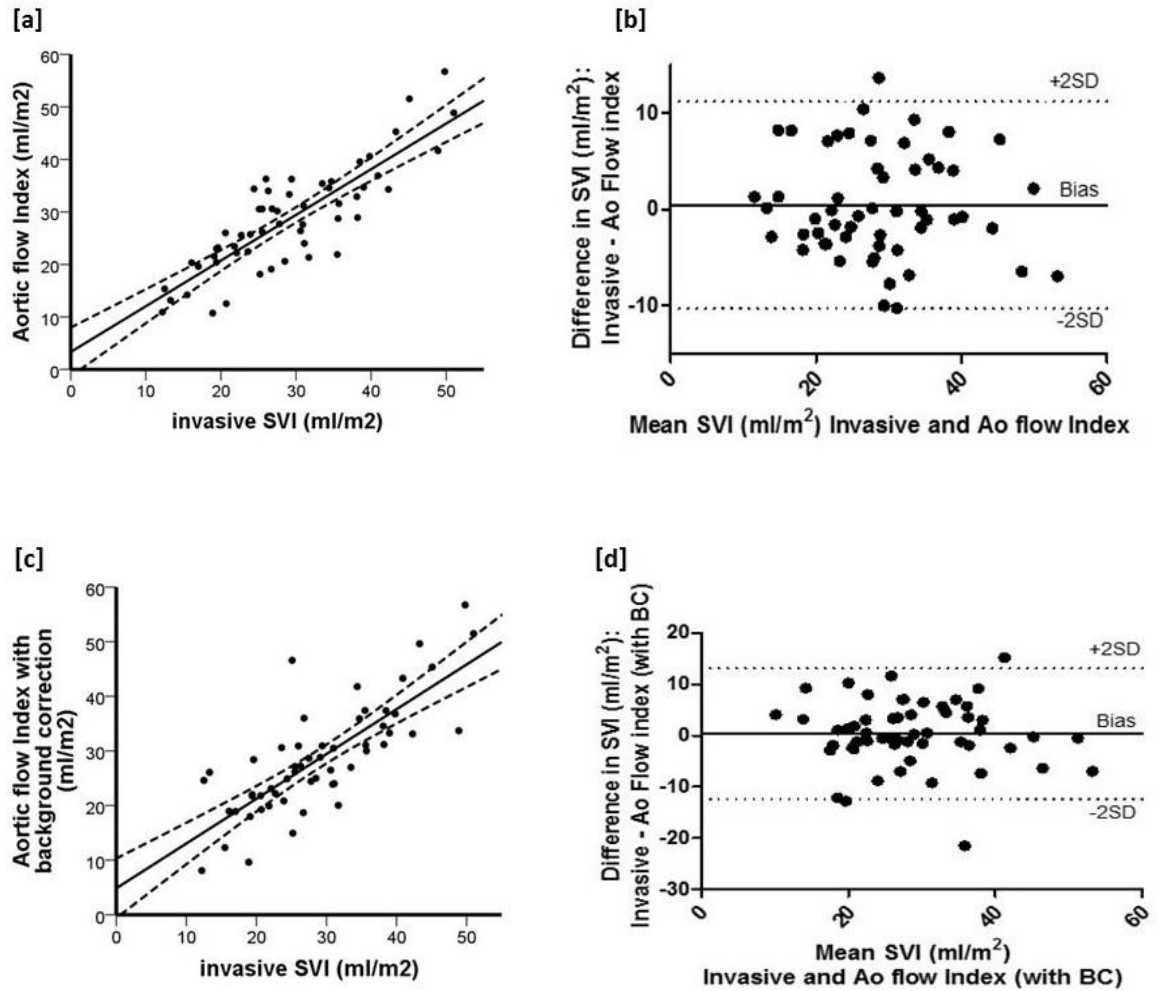 [a]
60
50
40
30
20
10
0
Aortic flow Index (ml/m2)
0 10 20 30 40 50
invasive SVI (ml/m2)
[b]
Difference in SVI (ml/m²):
Invasive - Ao Flow index
10
0
-10
+2SD
Bias
-2SD
0 20 40 60
Mean SVI (ml/m²) Invasive and Ao flow Index
[c]
60
50
40
30
20
10
0
Aortic flow Index with
background correction
(ml/m2)
0 10 20 30 40 50
invasive SVI (ml/m2)
[d]
Difference in SVI (ml/m²):
Invasive - Ao Flow index (with BC)
20
10
0
-10
-20
-30
+2SD
Bias
-2SD
0 20 40 60
Mean SVI (ml/m²)
Invasive and Ao flow Index (with BC)